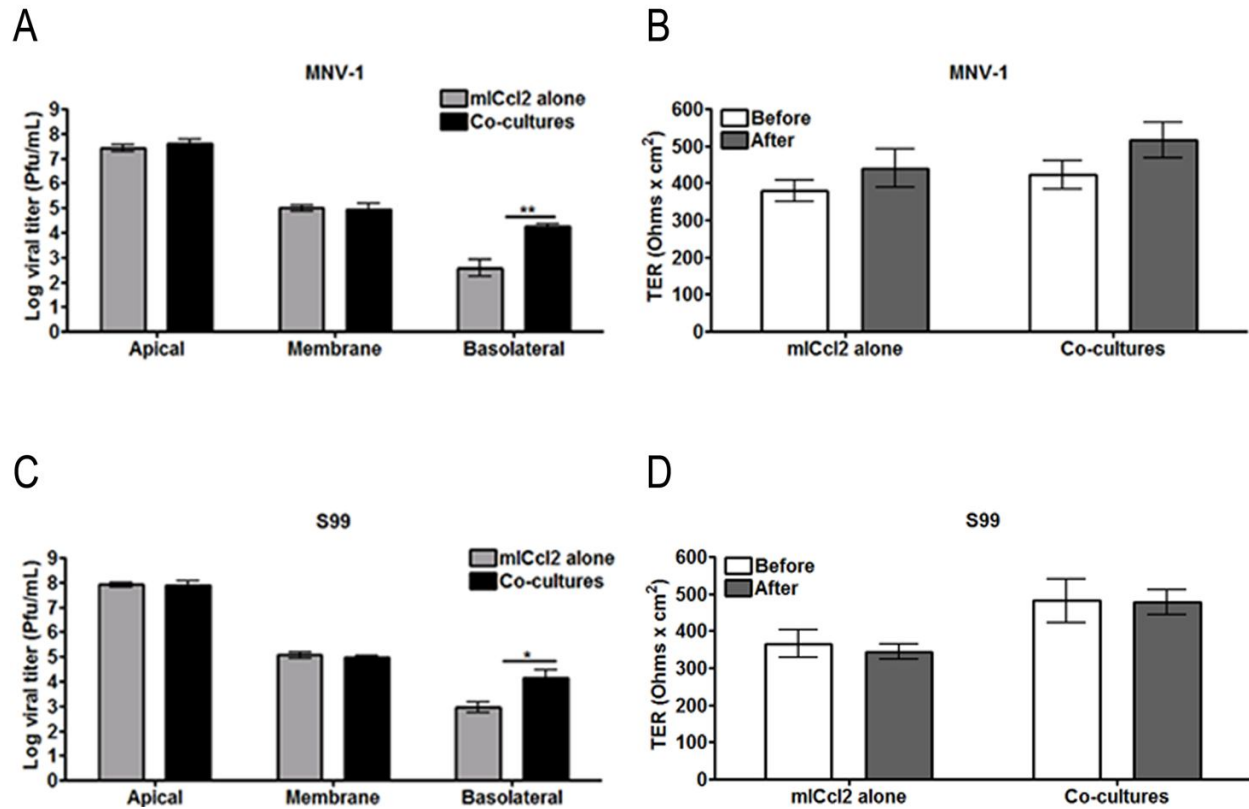 A
MNV-1
Log viral titer (Pfu/mL)
9
8
7
6
5
4
3
2
1
0
mICcl2 alone
Co-cultures
**
Apical Membrane Basolateral
B
MNV-1
TER (Ohms x cm²)
600
500
400
300
200
100
0
Before
After
mICcl2 alone Co-cultures
C
S99
Log viral titer (Pfu/mL)
9
8
7
6
5
4
3
2
1
0
mICcl2 alone
Co-cultures
*
Apical Membrane Basolateral
D
S99
TER (Ohms x cm²)
600
500
400
300
200
100
0
Before
After
mICcl2 alone Co-cultures